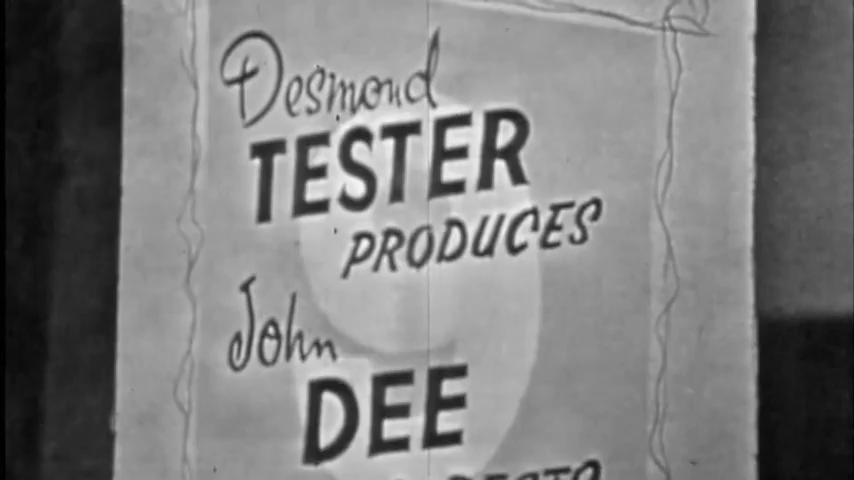 Desmond
TESTER
PRODUCES
John
DEE